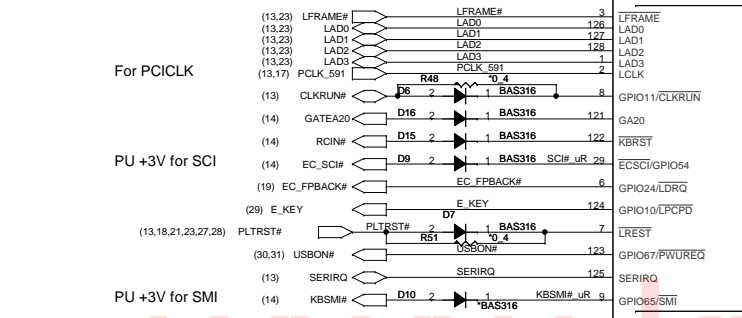 (13,23) LFRAME# LFRAME# 3 LFRAME
(13,23) LAD0 LAD0 126 LAD0
(13,23) LAD1 LAD1 127 LAD1
(13,23) LAD2 LAD2 128 LAD2
(13,23) LAD3 LAD3 1 LAD3
For PCICLK (13,17) PCLK_591 PCLK_591 2 LCLK
R48 *0_4
(13) CLKRUN# D6 2 1 BAS316 8 GPIO11/CLKRUN
(14) GATEA20 D16 2 1 BAS316 121 GA20
(14) RCIN# D15 2 1 BAS316 122 KBRST
PU +3V for SCI (14) EC_SCI# D9 2 1 BAS316 SCI#_uR 29 ECSCI/GPIO54
(19) EC_FPBACK# EC_FPBACK# 6 GPIO24/LDRQ
(29) E_KEY E_KEY 124 GPIO10/LPCPD
D7
(13,18,21,23,27,28) PLTRST# PLTRST# 2 1 BAS316 7 LREST
R51 *0_4
(30,31) USBON# USBON# 123 GPIO67/PWUREQ
(13) SERIRQ SERIRQ 125 SERIRQ
PU +3V for SMI (14) KBSMI# D10 2 1 *BAS316 KBSMI#_uR 9 GPIO65/SMI